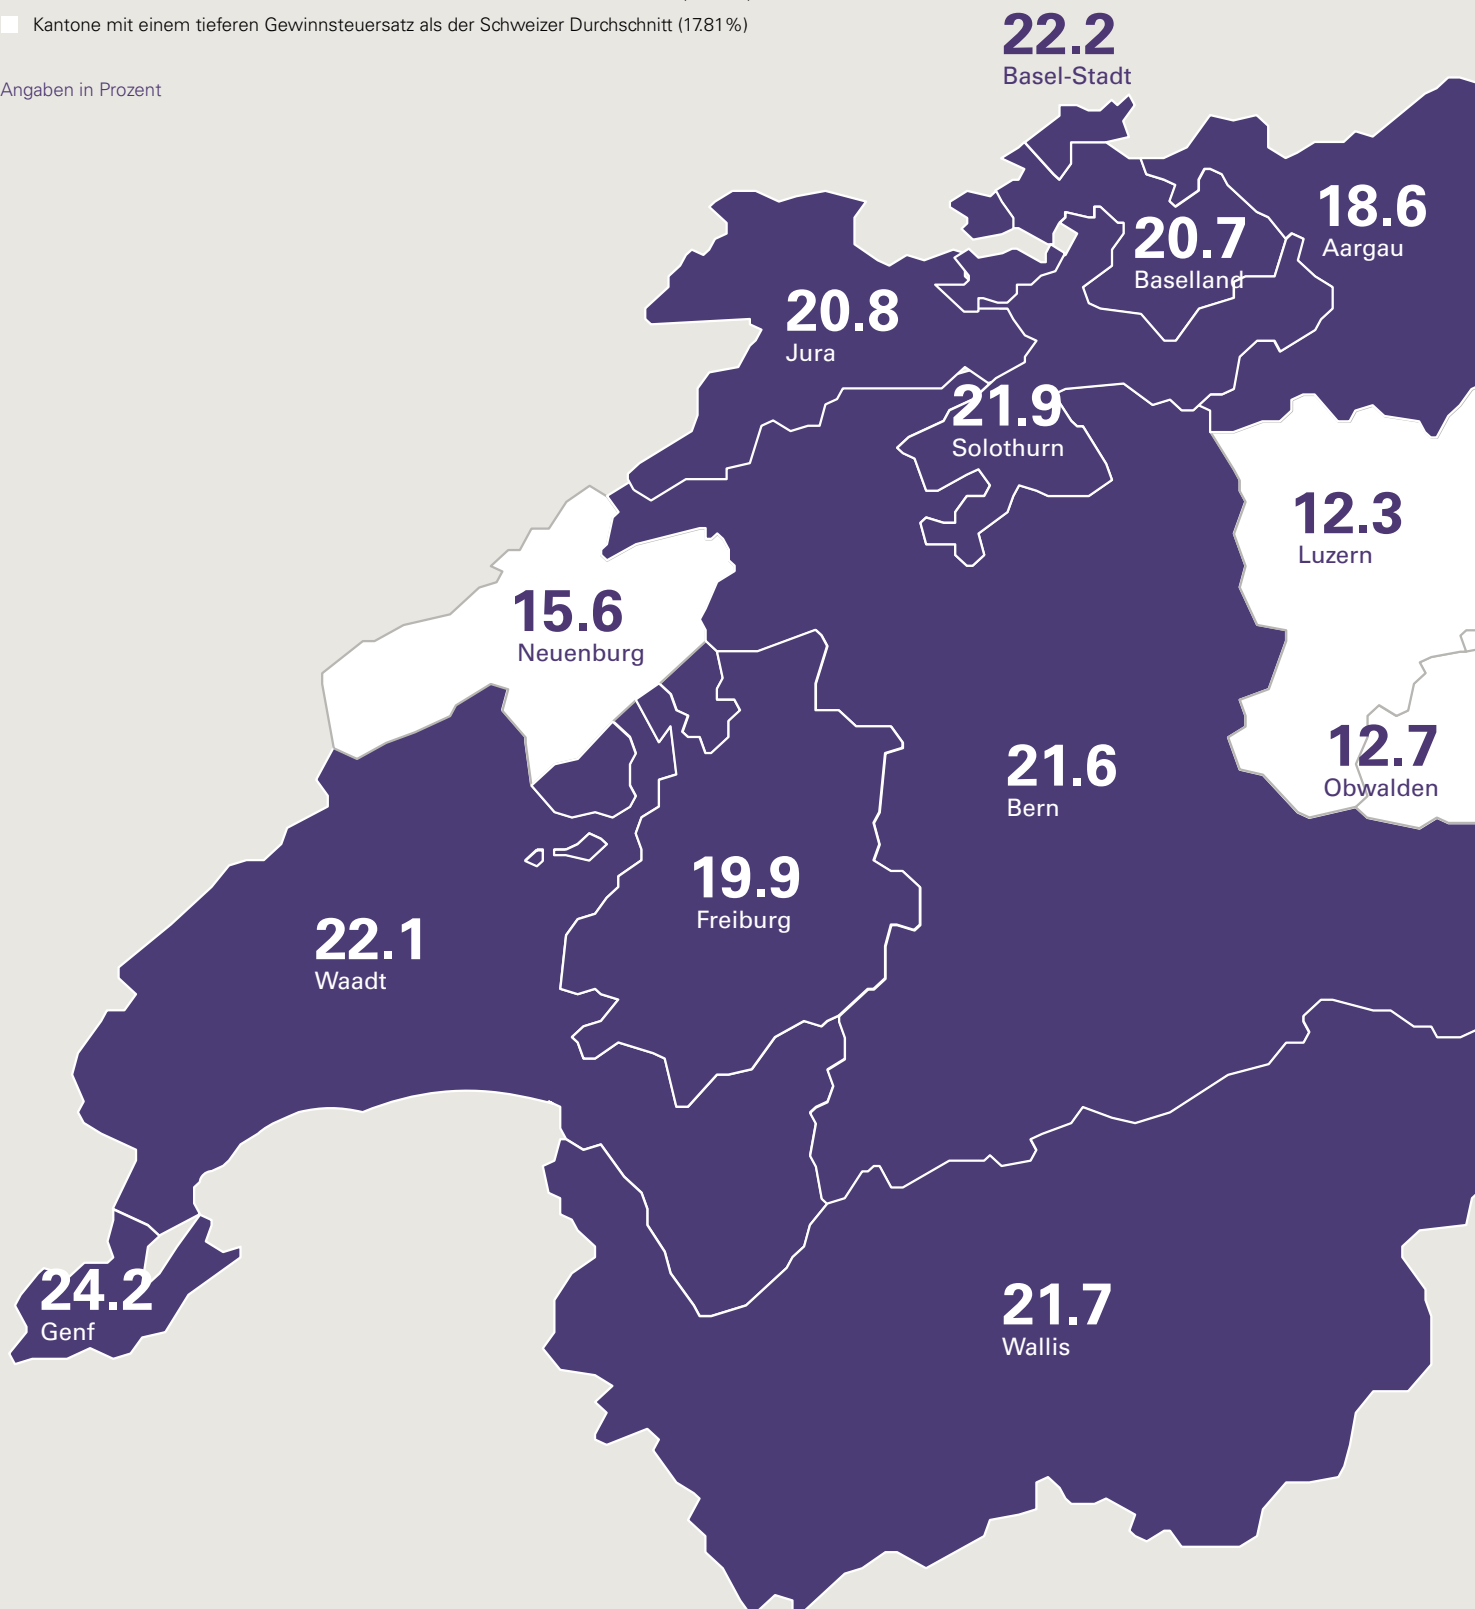 Kantone mit einem tieferen Gewinnsteuersatz als der Schweizer Durchschnitt (17.81%)
Angaben in Prozent
22.2
Basel-Stadt
18.6
Aargau
20.7
Baselland
20.8
Jura
21.9
Solothurn
12.3
Luzern
15.6
Neuenburg
12.7
Obwalden
21.6
Bern
19.9
Freiburg
22.1
Waadt
24.2
Genf
21.7
Wallis